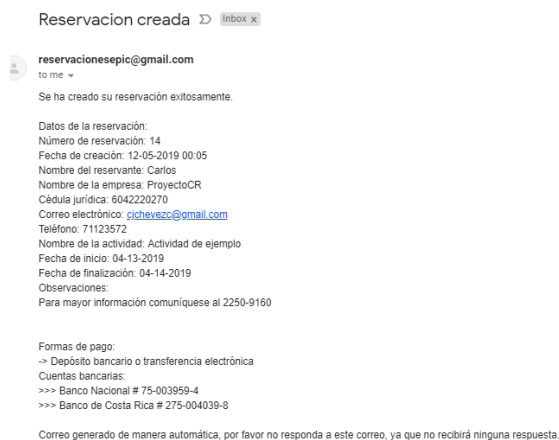 Reservacion creada
Inbox x
reservacionesepic@gmail.com
to me
Se ha creado su reservación exitosamente.
Datos de la reservación:
Número de reservación: 14
Fecha de creación: 12-05-2019 00:05
Nombre del reservante: Carlos
Nombre de la empresa: ProyectoCR
Cédula jurídica: 6042220270
Correo electrónico: cjchevezc@gmail.com
Teléfono: 71123572
Nombre de la actividad: Actividad de ejemplo
Fecha de inicio: 04-13-2019
Fecha de finalización: 04-14-2019
Observaciones:
Para mayor información comuníquese al 2250-9160
Formas de pago:
-> Depósito bancario o transferencia electrónica
Cuentas bancarias:
>>> Banco Nacional # 75-003959-4
>>> Banco de Costa Rica # 275-004039-8
Correo generado de manera automática, por favor no responda a este correo, ya que no recibirá ninguna respuesta.